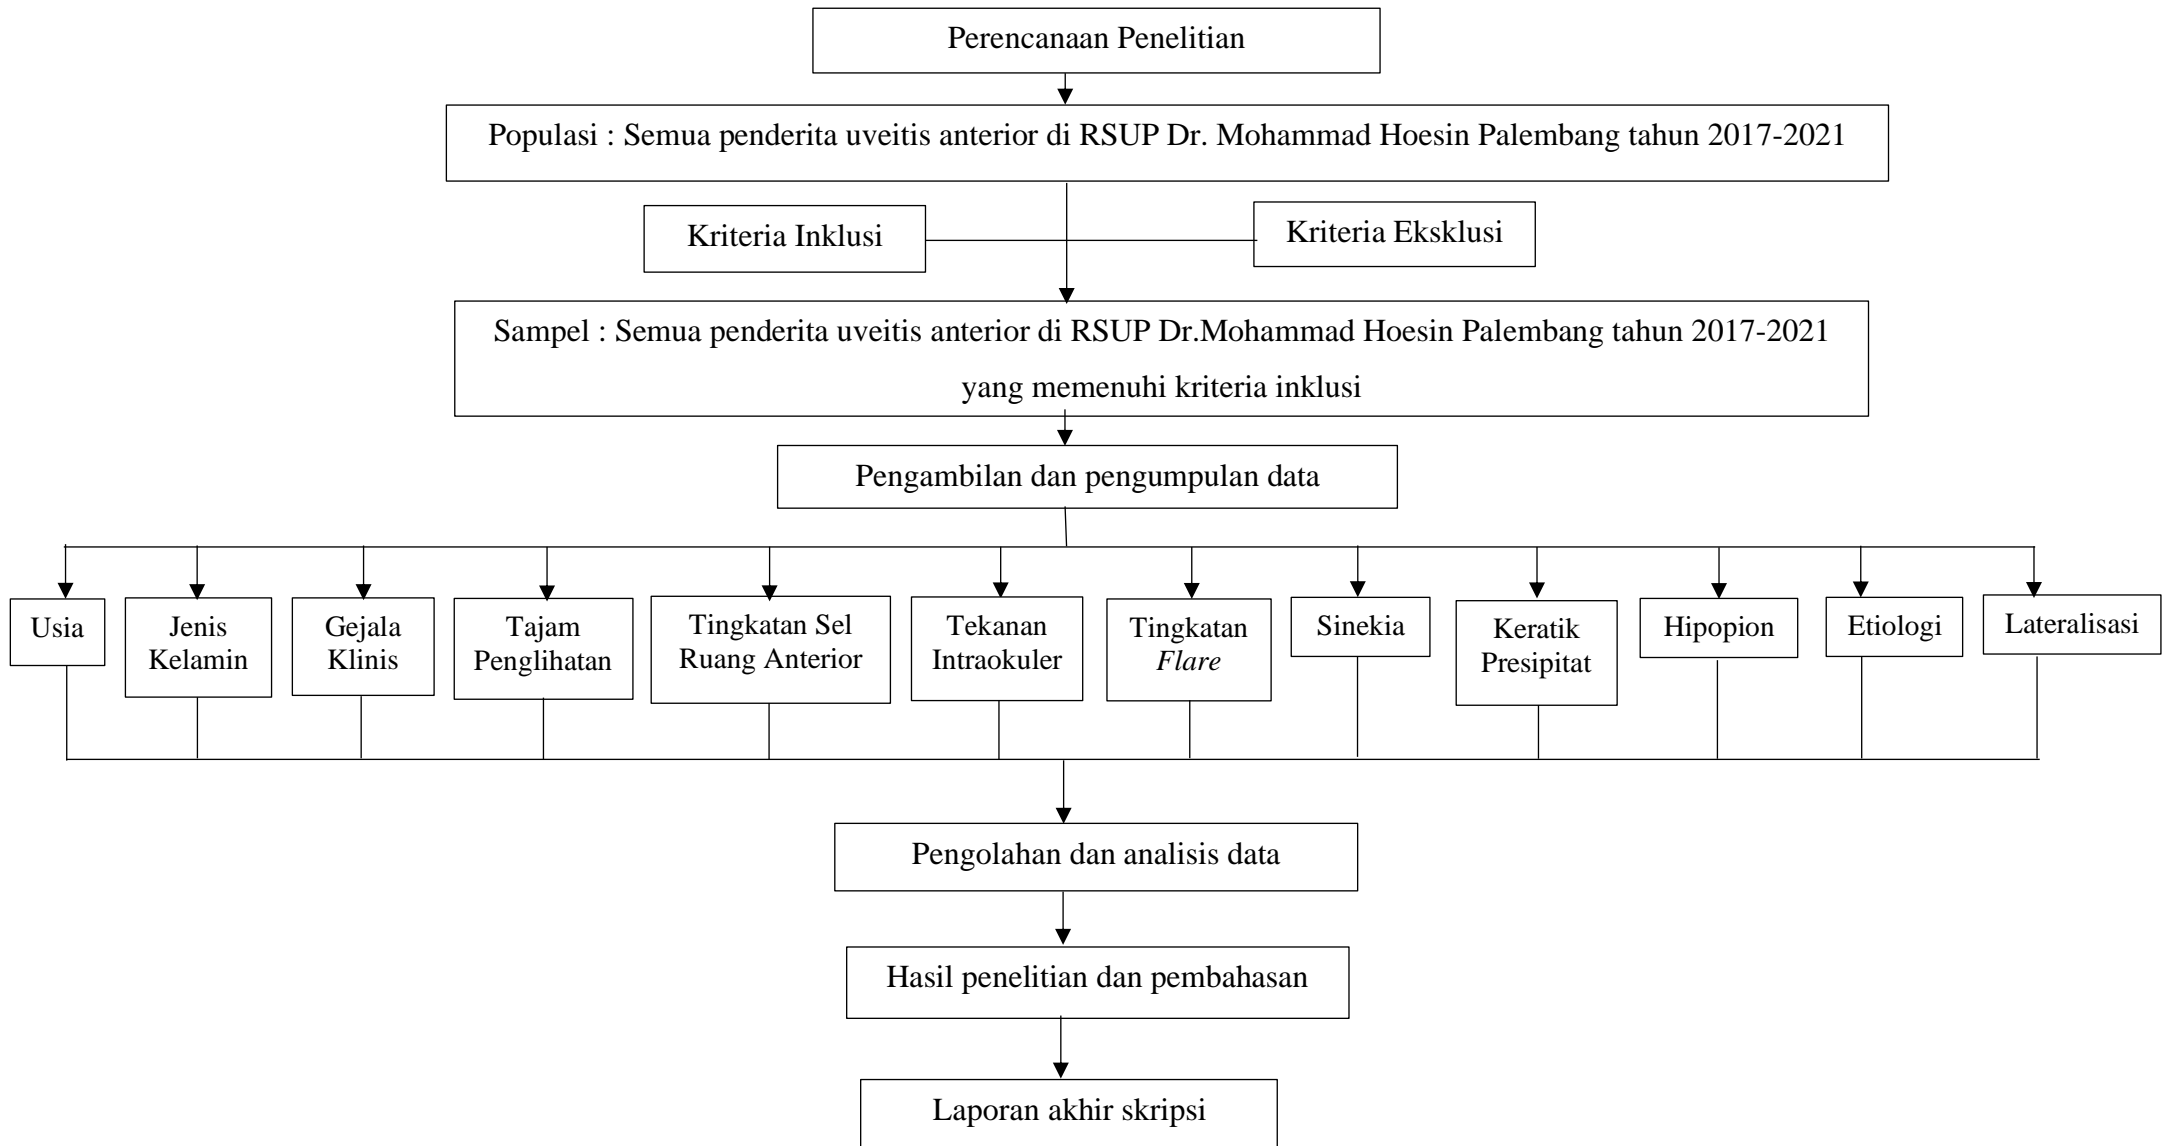 Perencanaan Penelitian
Populasi : Semua penderita uveitis anterior di RSUP Dr. Mohammad Hoesin Palembang tahun 2017-2021
Kriteria Inklusi
Kriteria Eksklusi
Sampel : Semua penderita uveitis anterior di RSUP Dr.Mohammad Hoesin Palembang tahun 2017-2021
yang memenuhi kriteria inklusi
Pengambilan dan pengumpulan data
Usia
Jenis
Kelamin
Gejala
Klinis
Tajam
Penglihatan
Tingkatan Sel
Ruang Anterior
Tekanan
Intraokuler
Tingkatan
Flare
Sinekia
Keratik
Presipitat
Hipopion
Etiologi
Lateralisasi
Pengolahan dan analisis data
Hasil penelitian dan pembahasan
Laporan akhir skripsi